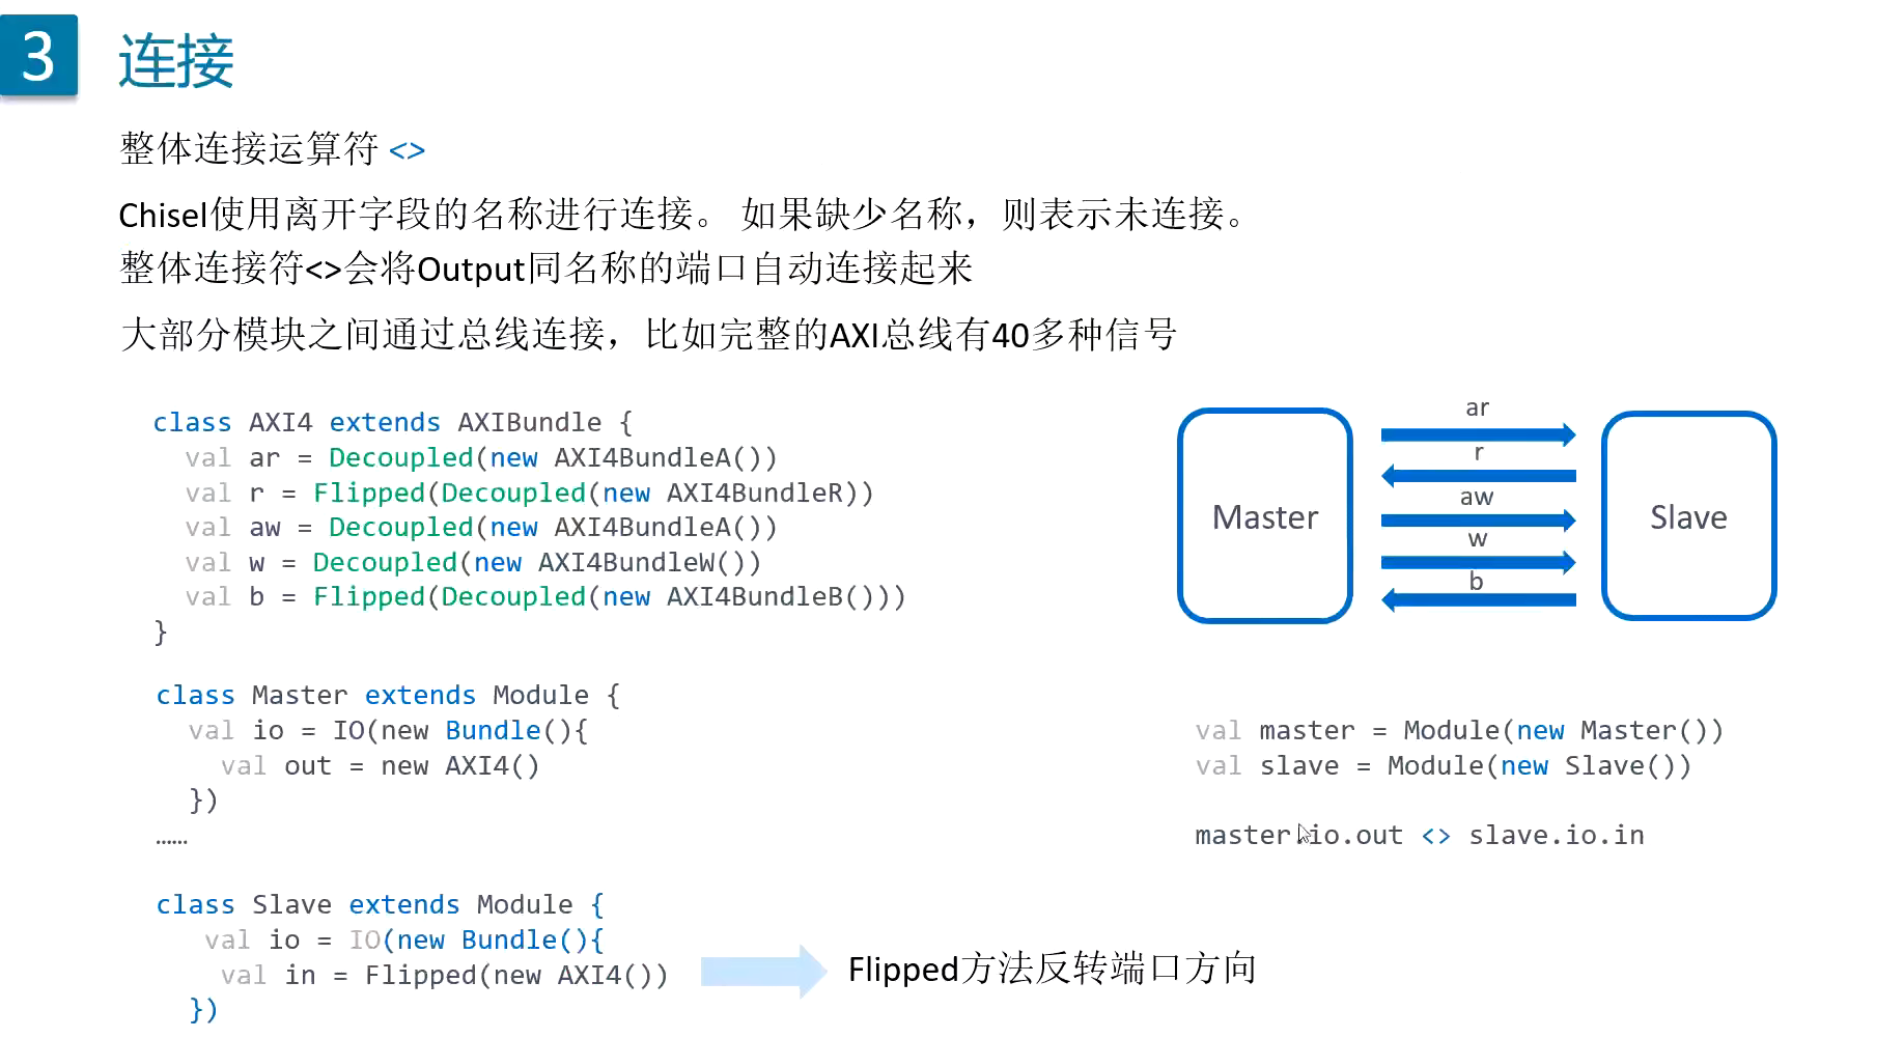 3 连接
整体连接运算符 <>
Chisel使用离开字段的名称进行连接。 如果缺少名称，则表示未连接。
整体连接符<>会将Output同名称的端口自动连接起来
大部分模块之间通过总线连接，比如完整的AXI总线有40多种信号
class AXI4 extends AXIBundle {
  val ar = Decoupled(new AXI4BundleA())
  val r = Flipped(Decoupled(new AXI4BundleR))
  val aw = Decoupled(new AXI4BundleA())
  val w = Decoupled(new AXI4BundleW())
  val b = Flipped(Decoupled(new AXI4BundleB()))
}
class Master extends Module {
  val io = IO(new Bundle(){
    val out = new AXI4()
  })
......
class Slave extends Module {
   val io = IO(new Bundle(){
    val in = Flipped(new AXI4())
  })
Flipped方法反转端口方向
Master
ar
r
aw
w
b
Slave
val master = Module(new Master())
val slave = Module(new Slave())
master.io.out <> slave.io.in